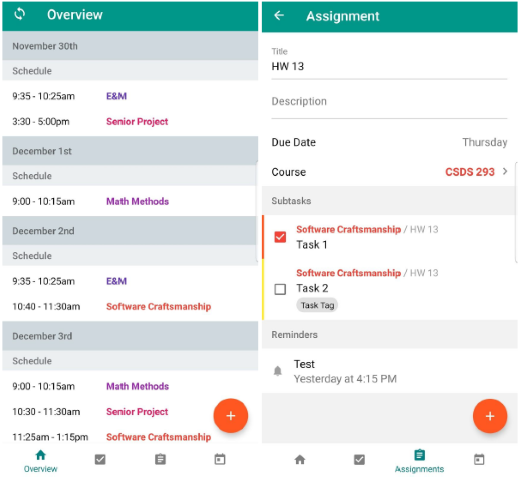 Overview
November 30th
Schedule
9:35 - 10:25am E&M
3:30 - 5:00pm Senior Project
December 1st
Schedule
9:00 - 10:15am Math Methods
December 2nd
Schedule
9:35 - 10:25am E&M
10:40 - 11:30am Software Craftsmanship
December 3rd
Schedule
9:00 - 10:15am Math Methods
10:30 - 11:30am Senior Project
11:25am - 1:15pm Software Craftsmanship
Overview
Assignment
Title
HW 13
Description
Due Date Thursday
Course CSDS 293
Subtasks
Software Craftsmanship / HW 13
Task 1
Software Craftsmanship / HW 13
Task 2
Task Tag
Reminders
Test
Yesterday at 4:15 PM
Assignments